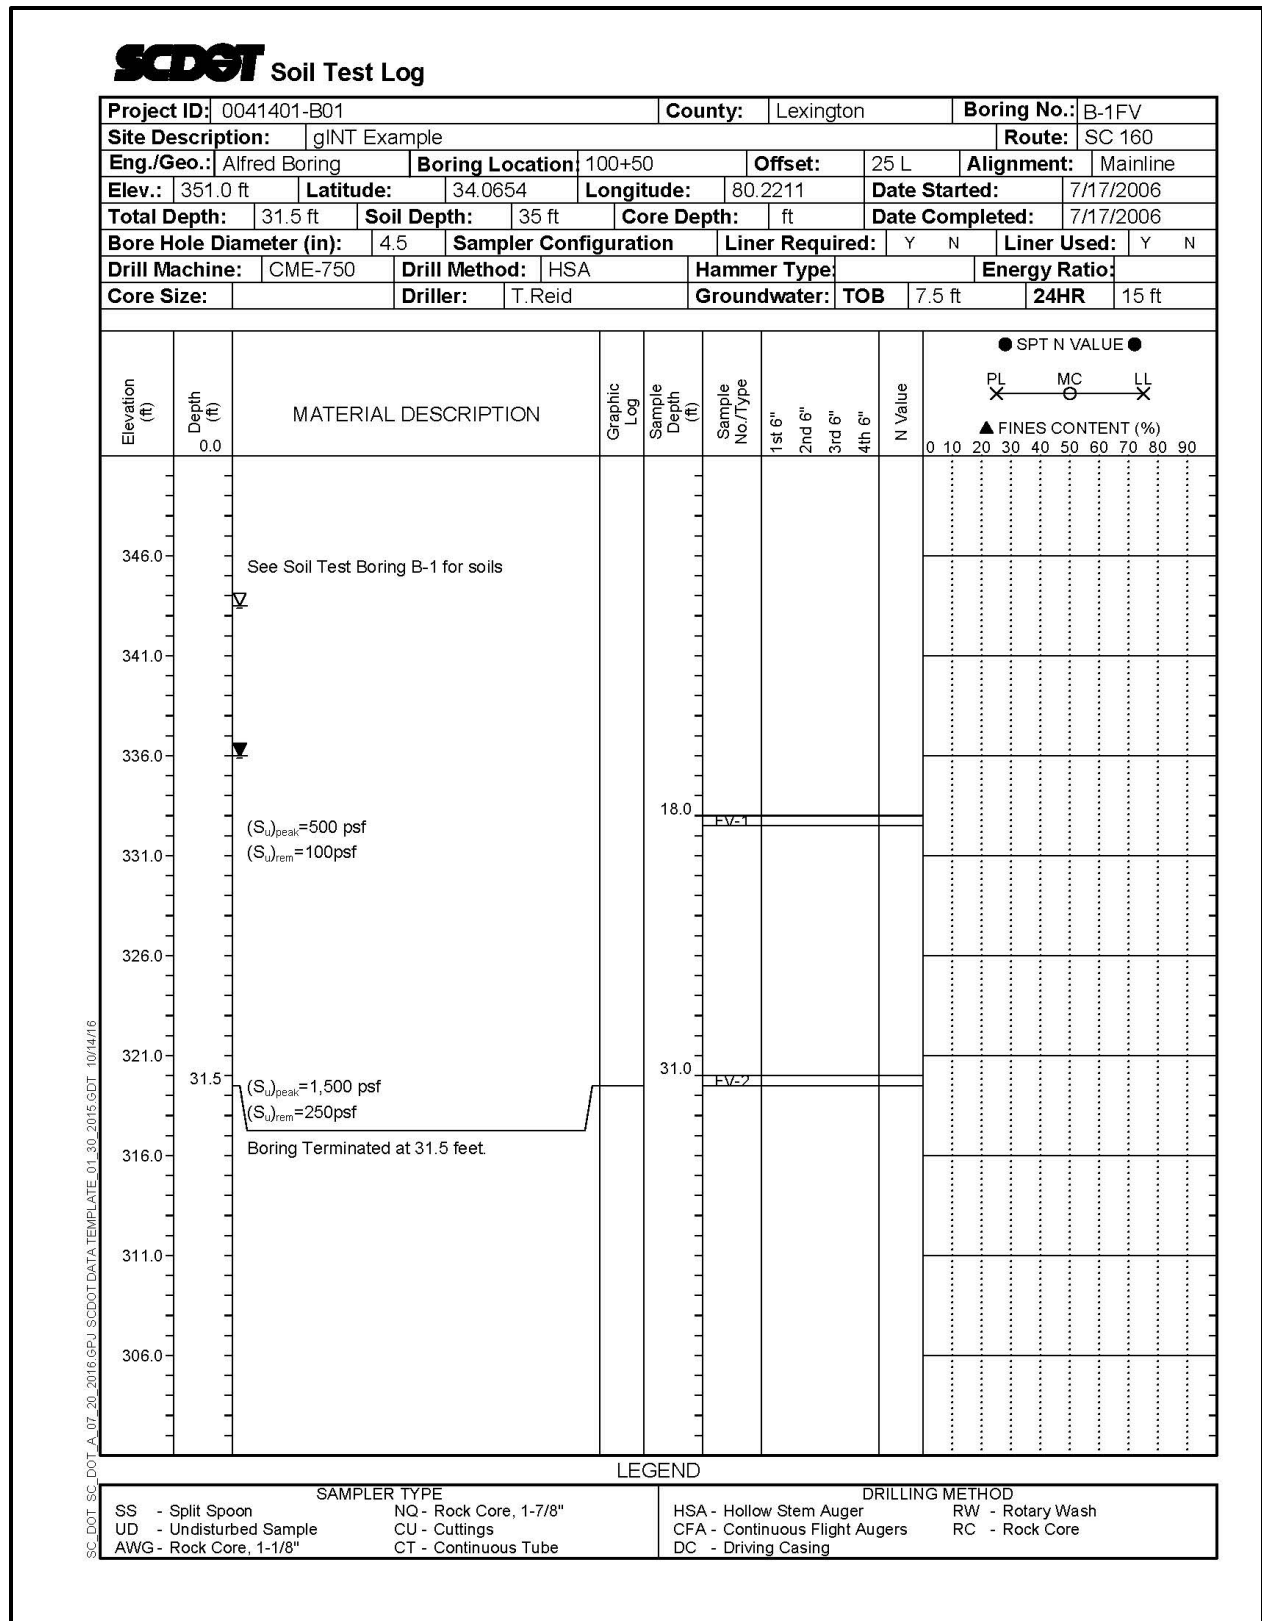 SCDOT Soil Test Log
Project ID: 0041401-B01 County: Lexington Boring No.: B-1FV
Site Description: gINT Example Route: SC 160
Eng./Geo.: Alfred Boring Boring Location: 100+50 Offset: 25 L Alignment: Mainline
Elev.: 351.0 ft Latitude: 34.0654 Longitude: 80.2211 Date Started: 7/17/2006
Total Depth: 31.5 ft Soil Depth: 35 ft Core Depth: ft Date Completed: 7/17/2006
Bore Hole Diameter (in): 4.5 Sampler Configuration Liner Required: Y N Liner Used: Y N
Drill Machine: CME-750 Drill Method: HSA Hammer Type: Energy Ratio:
Core Size: Driller: T.Reid Groundwater: TOB 7.5 ft 24HR 15 ft
Elevation (ft)
Depth (ft)
0.0
MATERIAL DESCRIPTION
Graphic Log
Sample Depth (ft)
Sample No./Type
1st 6"
2nd 6"
3rd 6"
4th 6"
N Value
● SPT N VALUE ●
PL MC LL
▲ FINES CONTENT (%)
0 10 20 30 40 50 60 70 80 90
346.0
See Soil Test Boring B-1 for soils
341.0
336.0
18.0
FV-1
(Su)peak=500 psf
331.0 (Su)rem=100psf
326.0
321.0
31.0
31.5 (Su)peak=1,500 psf FV-2
(Su)rem=250psf
316.0 Boring Terminated at 31.5 feet.
311.0
306.0
SC_DOT SC_DOT_A_07_20_2016.GPJ SCDOT DATA TEMPLATE_01_30_2015.GDT 10/14/16
LEGEND
SAMPLER TYPE DRILLING METHOD
SS - Split Spoon NQ - Rock Core, 1-7/8" HSA - Hollow Stem Auger RW - Rotary Wash
UD - Undisturbed Sample CU - Cuttings CFA - Continuous Flight Augers RC - Rock Core
AWG - Rock Core, 1-1/8" CT - Continuous Tube DC - Driving Casing